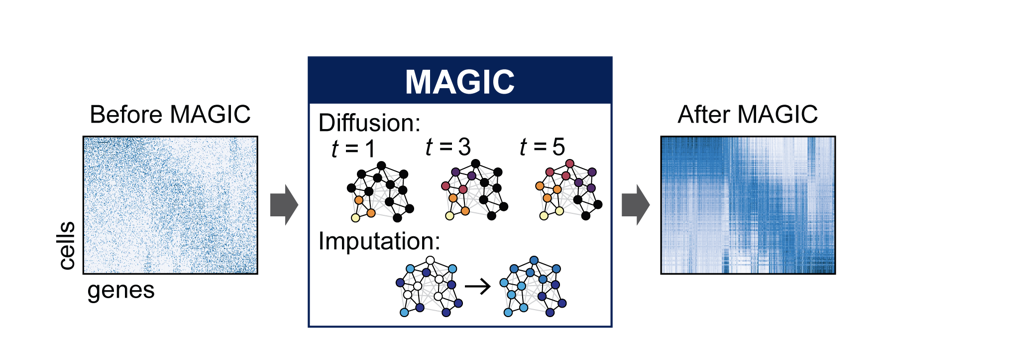 MAGIC
Before MAGIC
Diffusion:
t = 1
t = 3
t = 5
After MAGIC
Imputation:
cells
genes